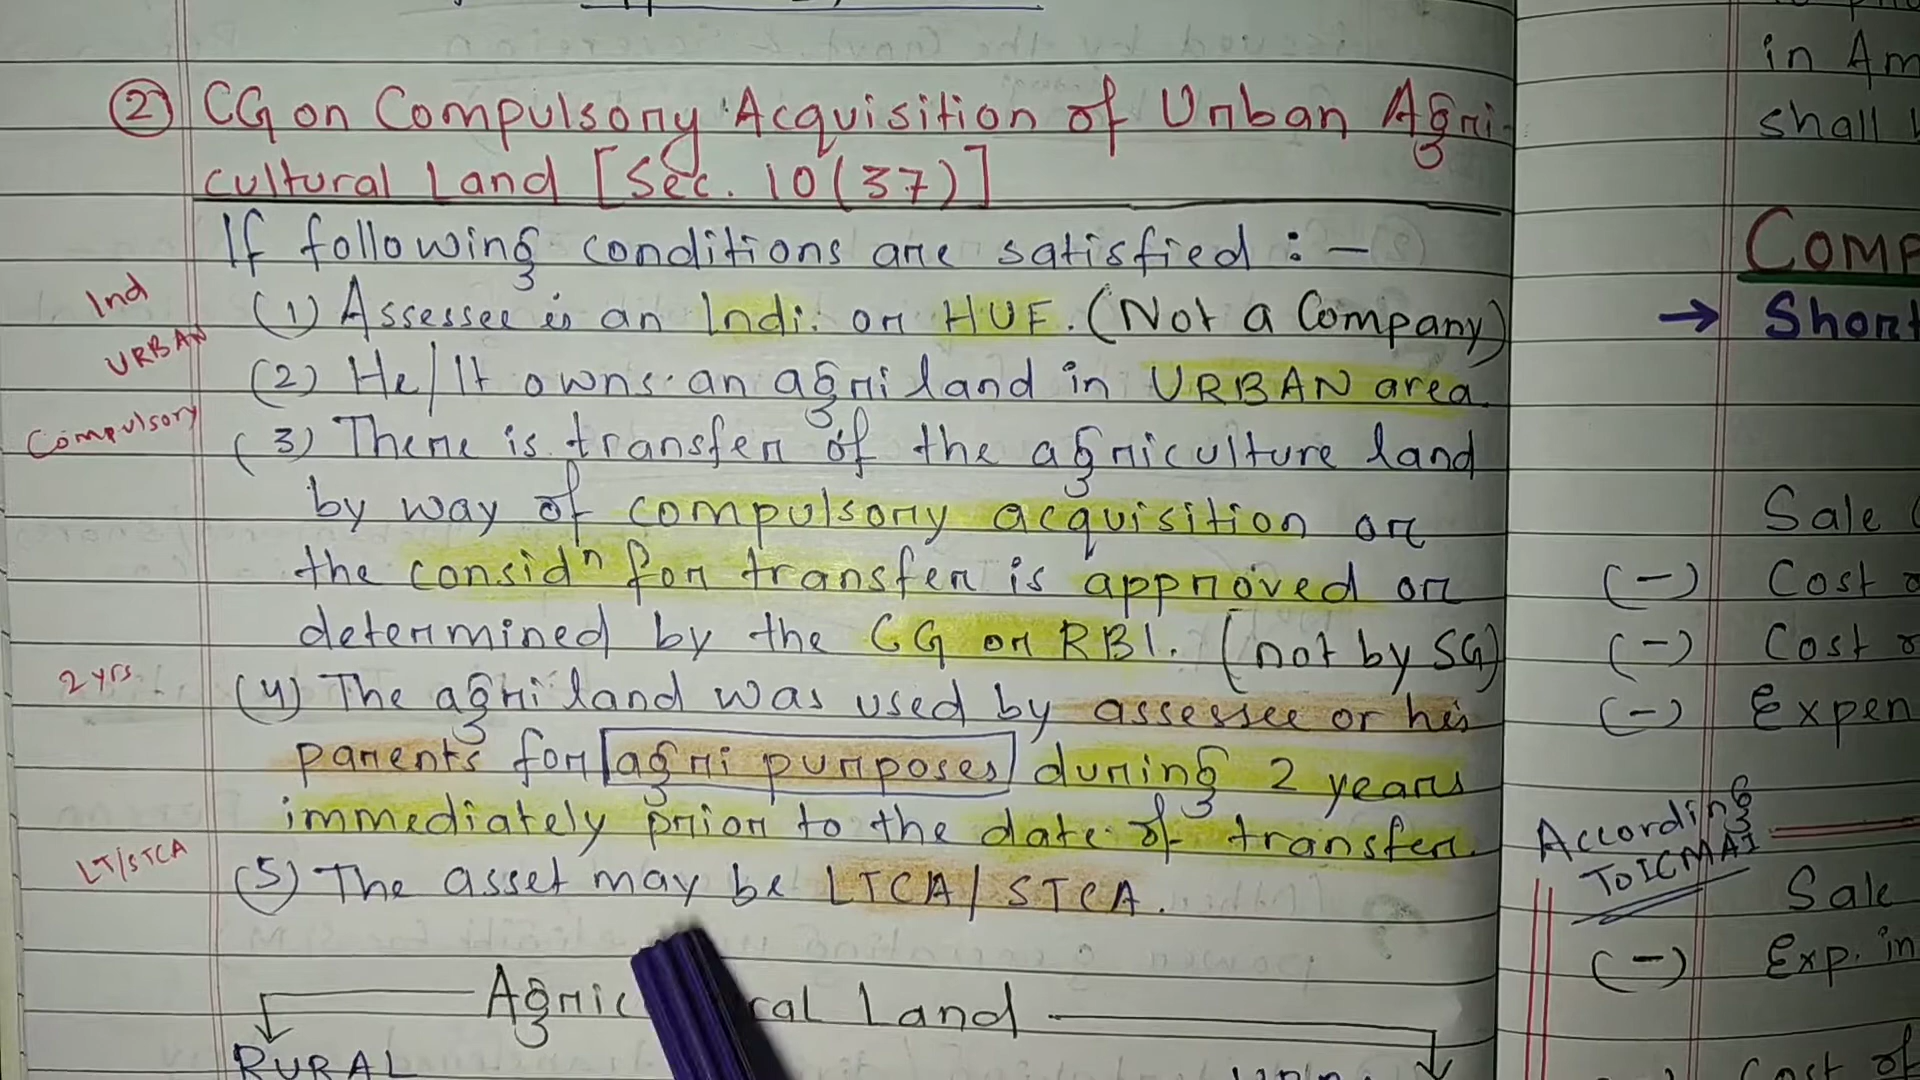 ② CG on Compulsory Acquisition of Urban Agri-
cultural Land [Sec. 10(37)]
If following conditions are satisfied : –
Ind
(1) Assessee is an Indi. or HUF. (Not a Company)
URBAN
(2) He/It owns an agri land in URBAN area.
Compulsory
(3) There is transfer of the agriculture land
by way of compulsory acquisition or
the considⁿ for transfer is approved or
determined by the CG or RBI. (not by SG)
2 yrs
(4) The agri land was used by assessee or his
parents for agri purposes during 2 years
immediately prior to the date of transfer.
LT/STCA
(5) The asset may be LTCA/STCA.
Land
RURAL
in
shall
→ Short
Sale
(-) Cost
(-) Cost
(-)
According
To ICMAI
Sale
(-) Exp. in
Cost of